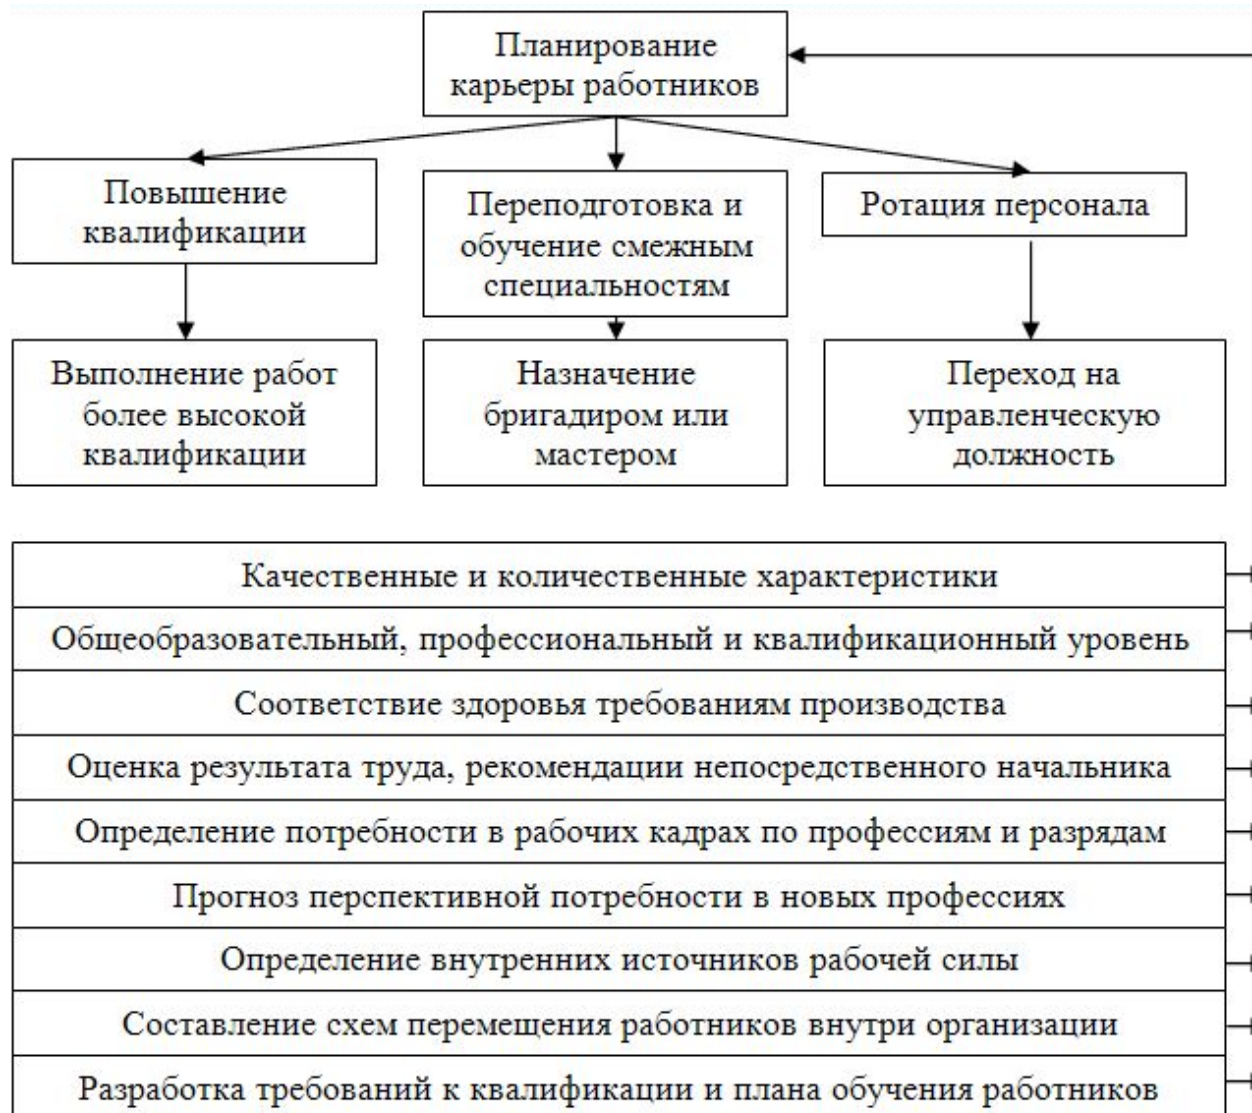 Планирование
карьеры работников
Повышение
квалификации
Переподготовка и
обучение смежным
специальностям
Ротация персонала
Выполнение работ
более высокой
квалификации
Назначение
бригадиром или
мастером
Переход на
управленческую
должность
Качественные и количественные характеристики
Общеобразовательный, профессиональный и квалификационный уровень
Соответствие здоровья требованиям производства
Оценка результата труда, рекомендации непосредственного начальника
Определение потребности в рабочих кадрах по профессиям и разрядам
Прогноз перспективной потребности в новых профессиях
Определение внутренних источников рабочей силы
Составление схем перемещения работников внутри организации
Разработка требований к квалификации и плана обучения работников